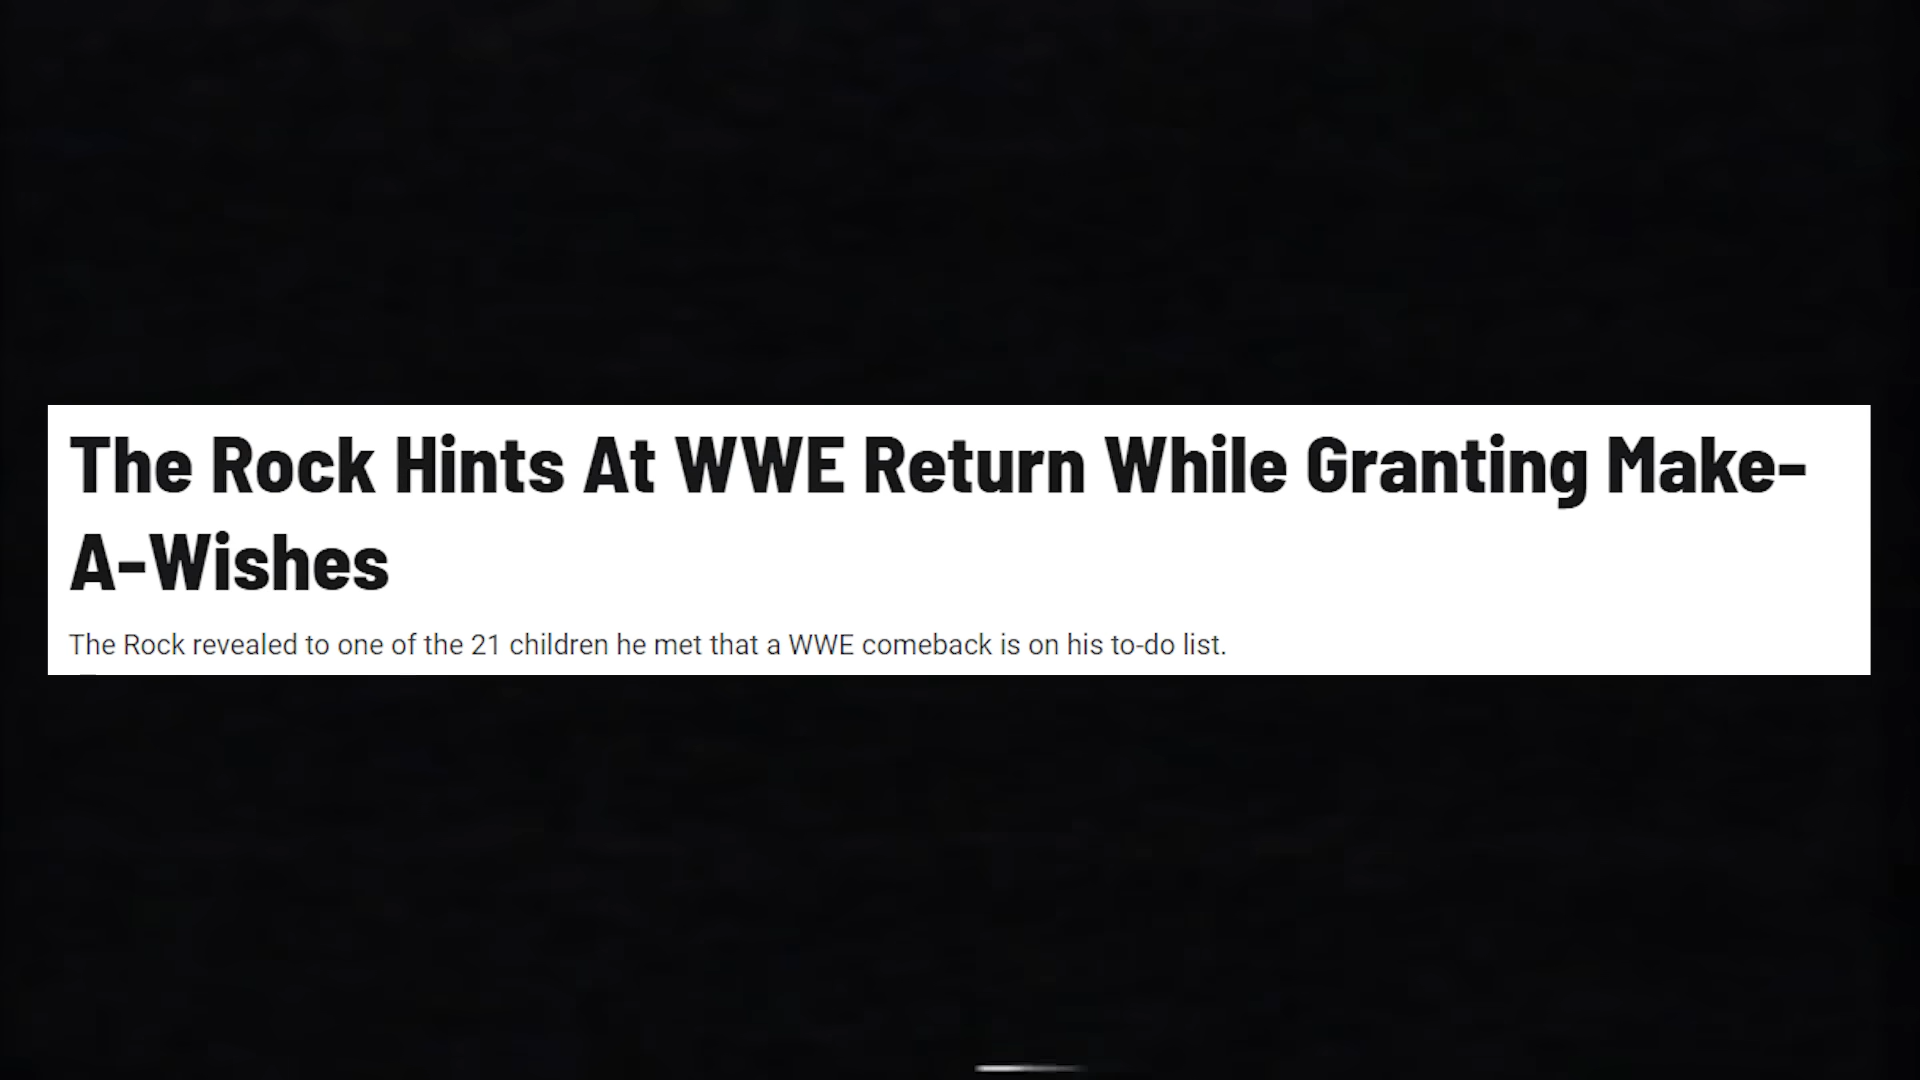 The Rock Hints At WWE Return While Granting Make-
A-Wishes
The Rock revealed to one of the 21 children he met that a WWE comeback is on his to-do list.